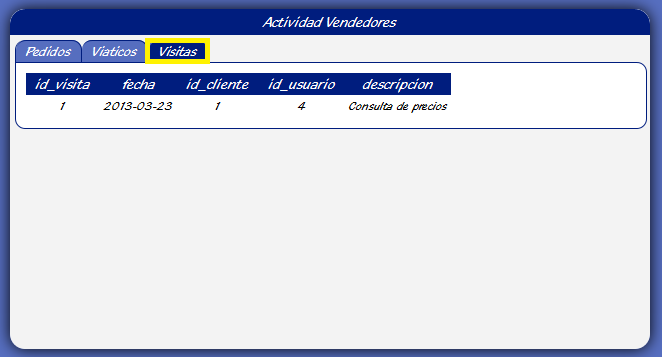 Actividad Vendedores
Pedidos Viaticos Visitas
id_visita fecha id_cliente id_usuario descripcion
1 2013-03-23 1 4 Consulta de precios